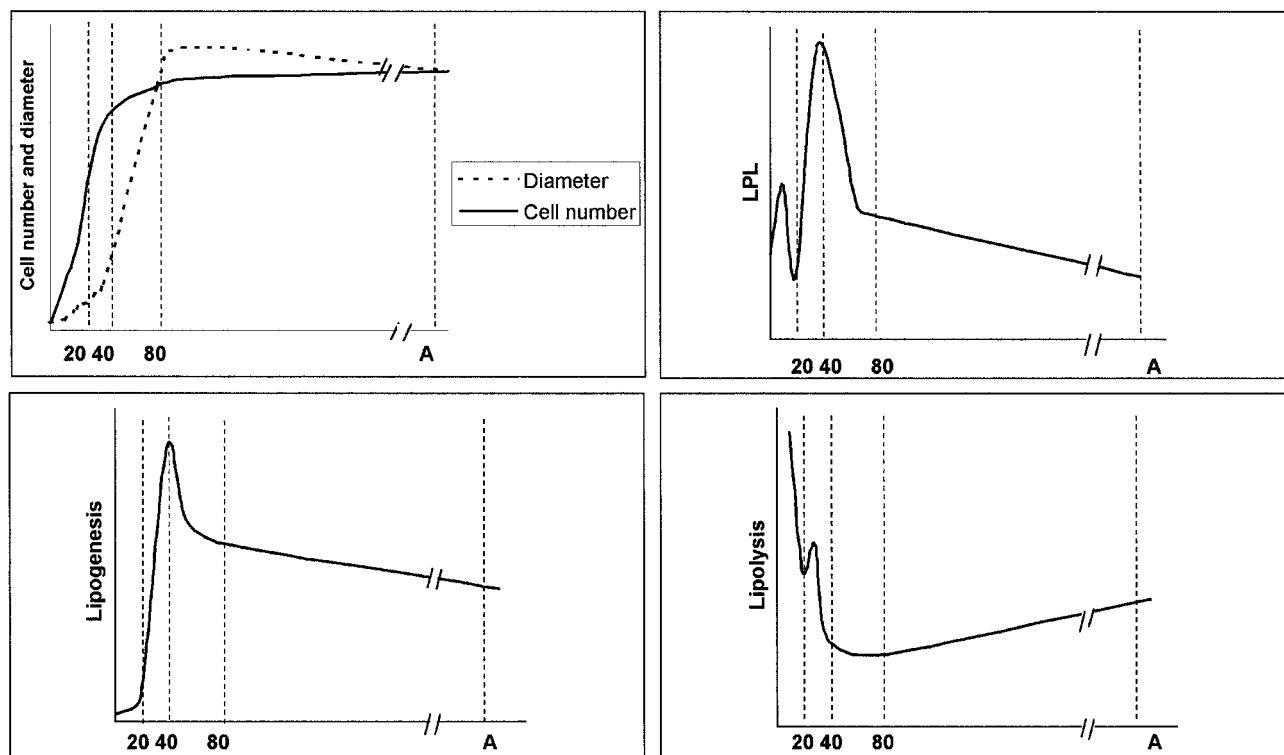 Cell number and diameter
Diameter
Cell number
20 40 80 A
LPL
20 40 80 A
Lipogenesis
20 40 80 A
Lipolysis
20 40 80 A